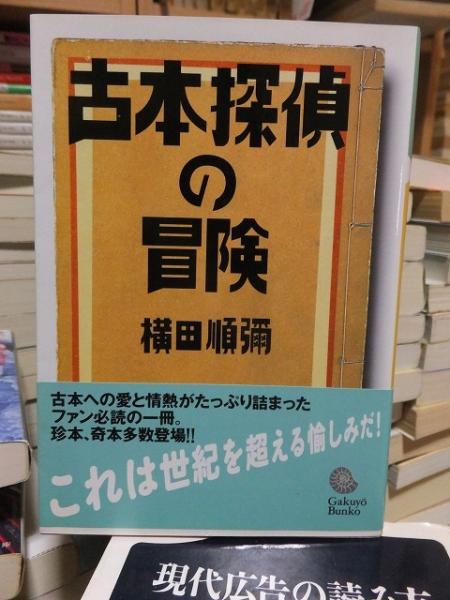 古本探偵
の
冒険
横田順彌
古本への愛と情熱がたっぷり詰まった
ファン必読の一冊。
珍本、奇本多数登場!!
これは世紀を超える愉しみだ!
Gakuyō
Bunko
現代広告の読み方